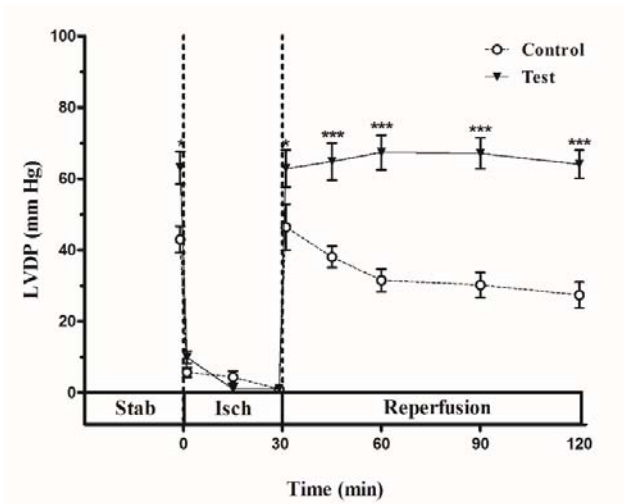 100
Control
Test
80
* * *** *** *** ***
60
LVDP (mm Hg)
40
20
0
Stab Isch Reperfusion
0 30 60 90 120
Time (min)